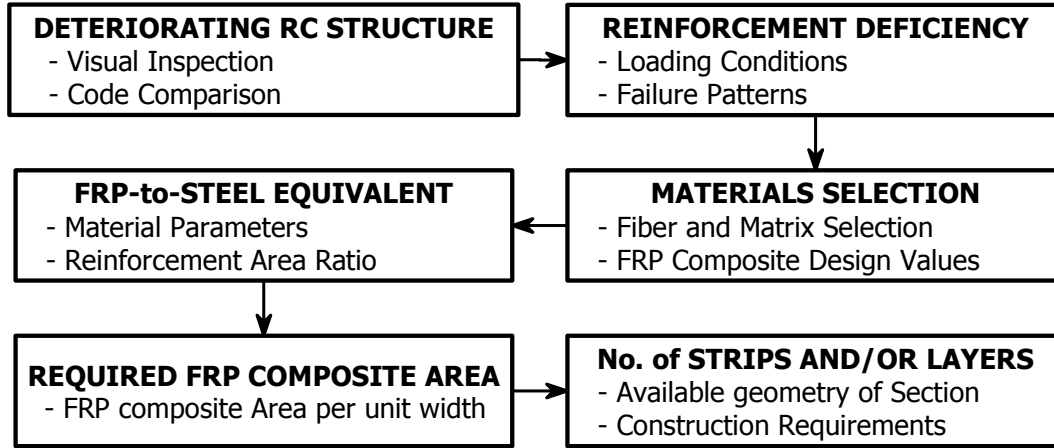 DETERIORATING RC STRUCTURE
- Visual Inspection
- Code Comparison
REINFORCEMENT DEFICIENCY
- Loading Conditions
- Failure Patterns
MATERIALS SELECTION
- Fiber and Matrix Selection
- FRP Composite Design Values
FRP-to-STEEL EQUIVALENT
- Material Parameters
- Reinforcement Area Ratio
REQUIRED FRP COMPOSITE AREA
- FRP composite Area per unit width
No. of STRIPS AND/OR LAYERS
- Available geometry of Section
- Construction Requirements